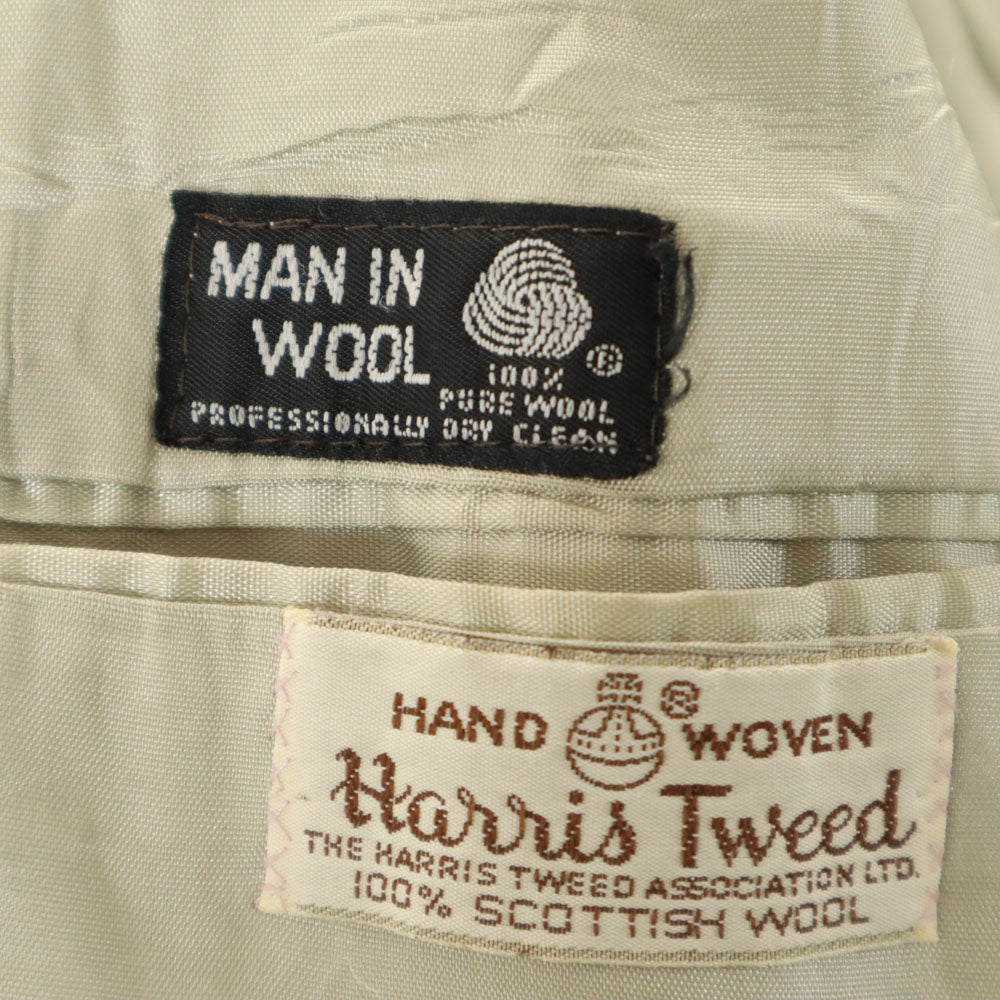 MAN IN
WOOL
®
100%
PURE WOOL
PROFESSIONALLY DRY CLEAN
HAND ® WOVEN
Harris Tweed
THE HARRIS TWEED ASSOCIATION LTD.
100% SCOTTISH WOOL